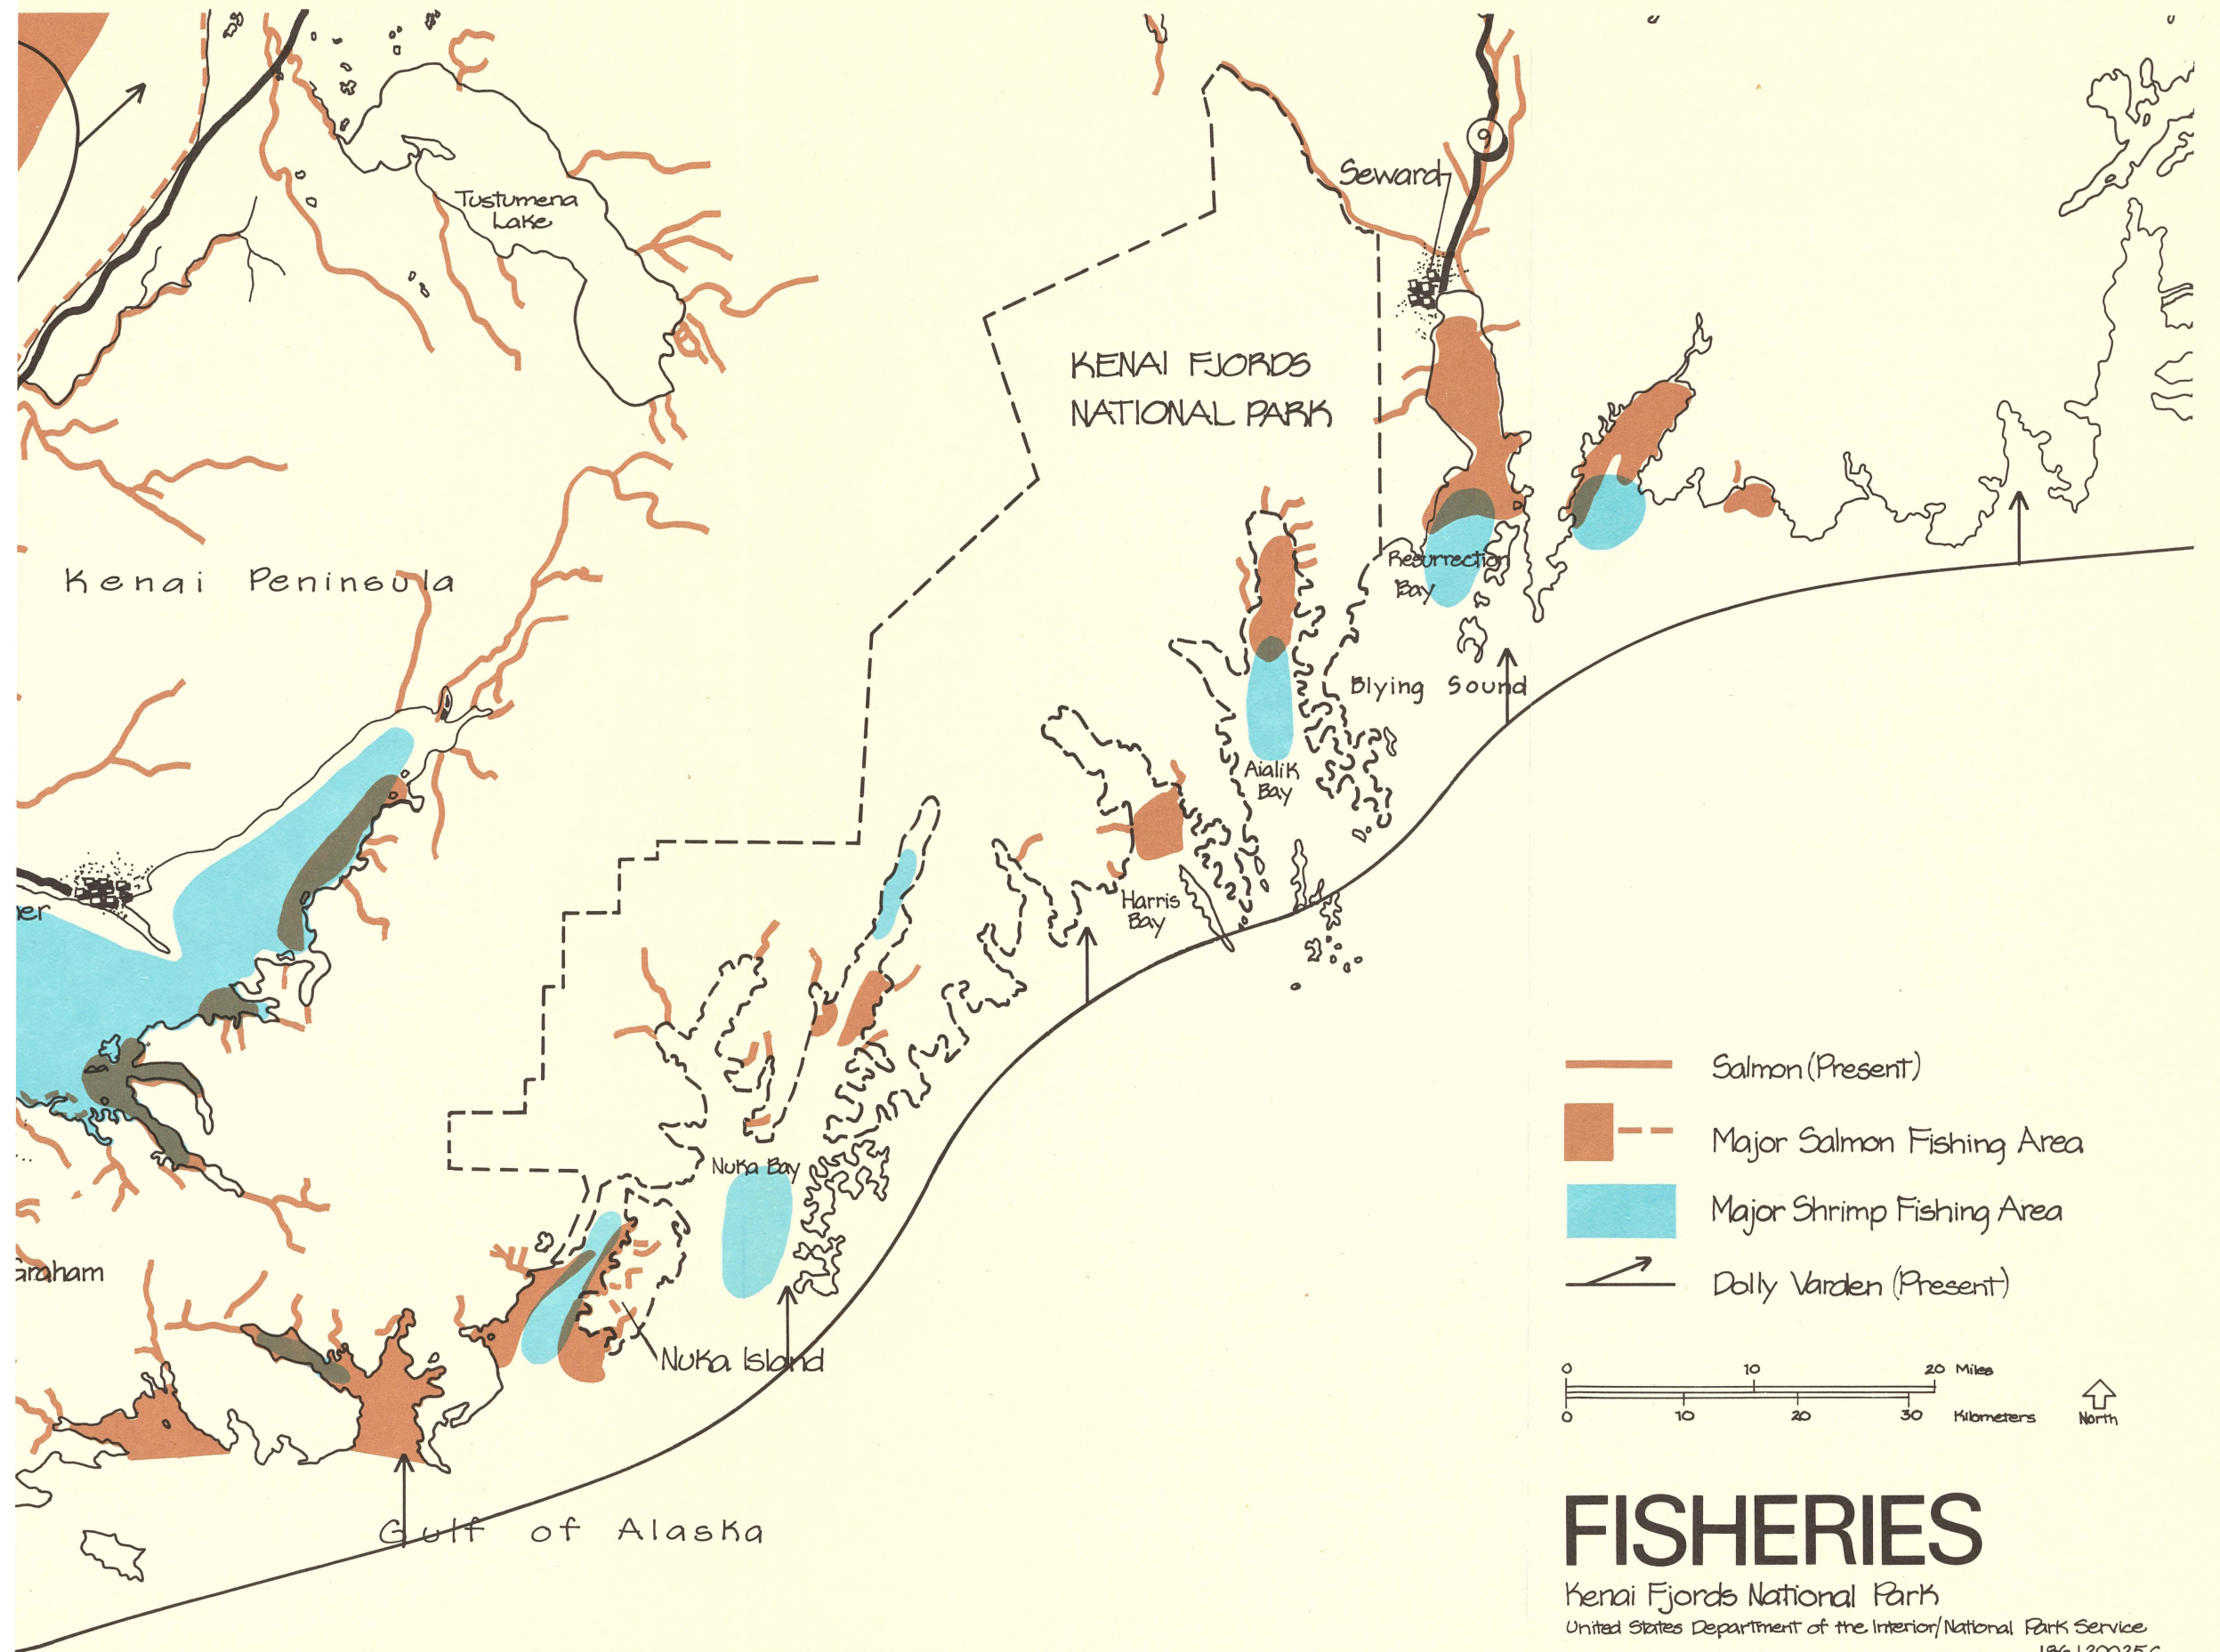 Tustumena
Lake
9
Seward
KENAI FJORDS
NATIONAL PARK
Kenai Peninsula
Resurrection
Bay
Blying Sound
Aialik
Bay
Harris
Bay
er
Nuka Bay
Graham
Nuka Island
Gulf of Alaska
Salmon (Present)
Major Salmon Fishing Area
Major Shrimp Fishing Area
Dolly Varden (Present)
0 10 20 Miles
0 10 20 30 Kilometers
North
FISHERIES
Kenai Fjords National Park
United States Department of the Interior/National Park Service